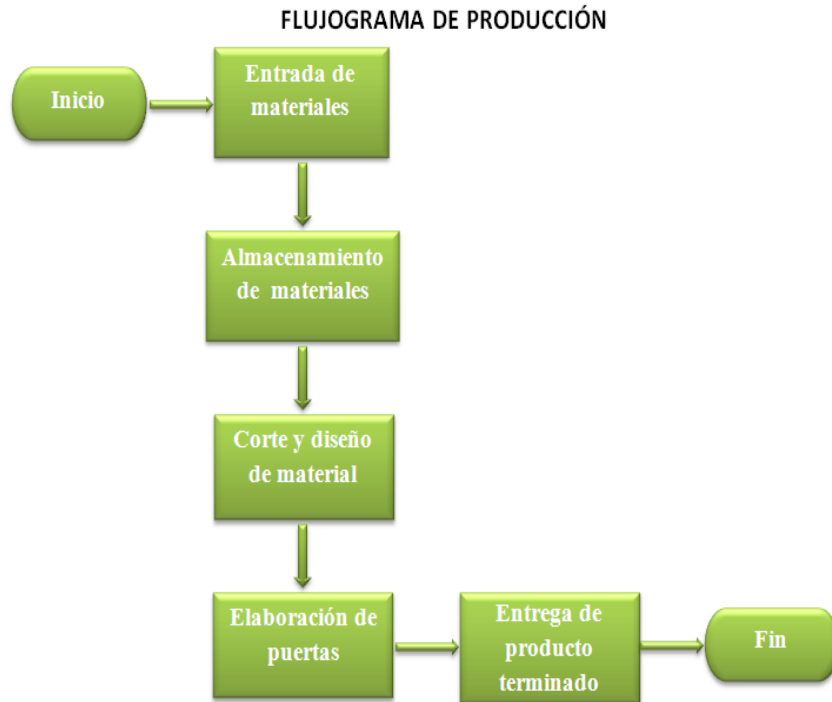 FLUJOGRAMA DE PRODUCCIÓN
Inicio
Entrada de
materiales
Almacenamiento
de materiales
Corte y diseño
de material
Elaboración de
puertas
Entrega de
producto
terminado
Fin